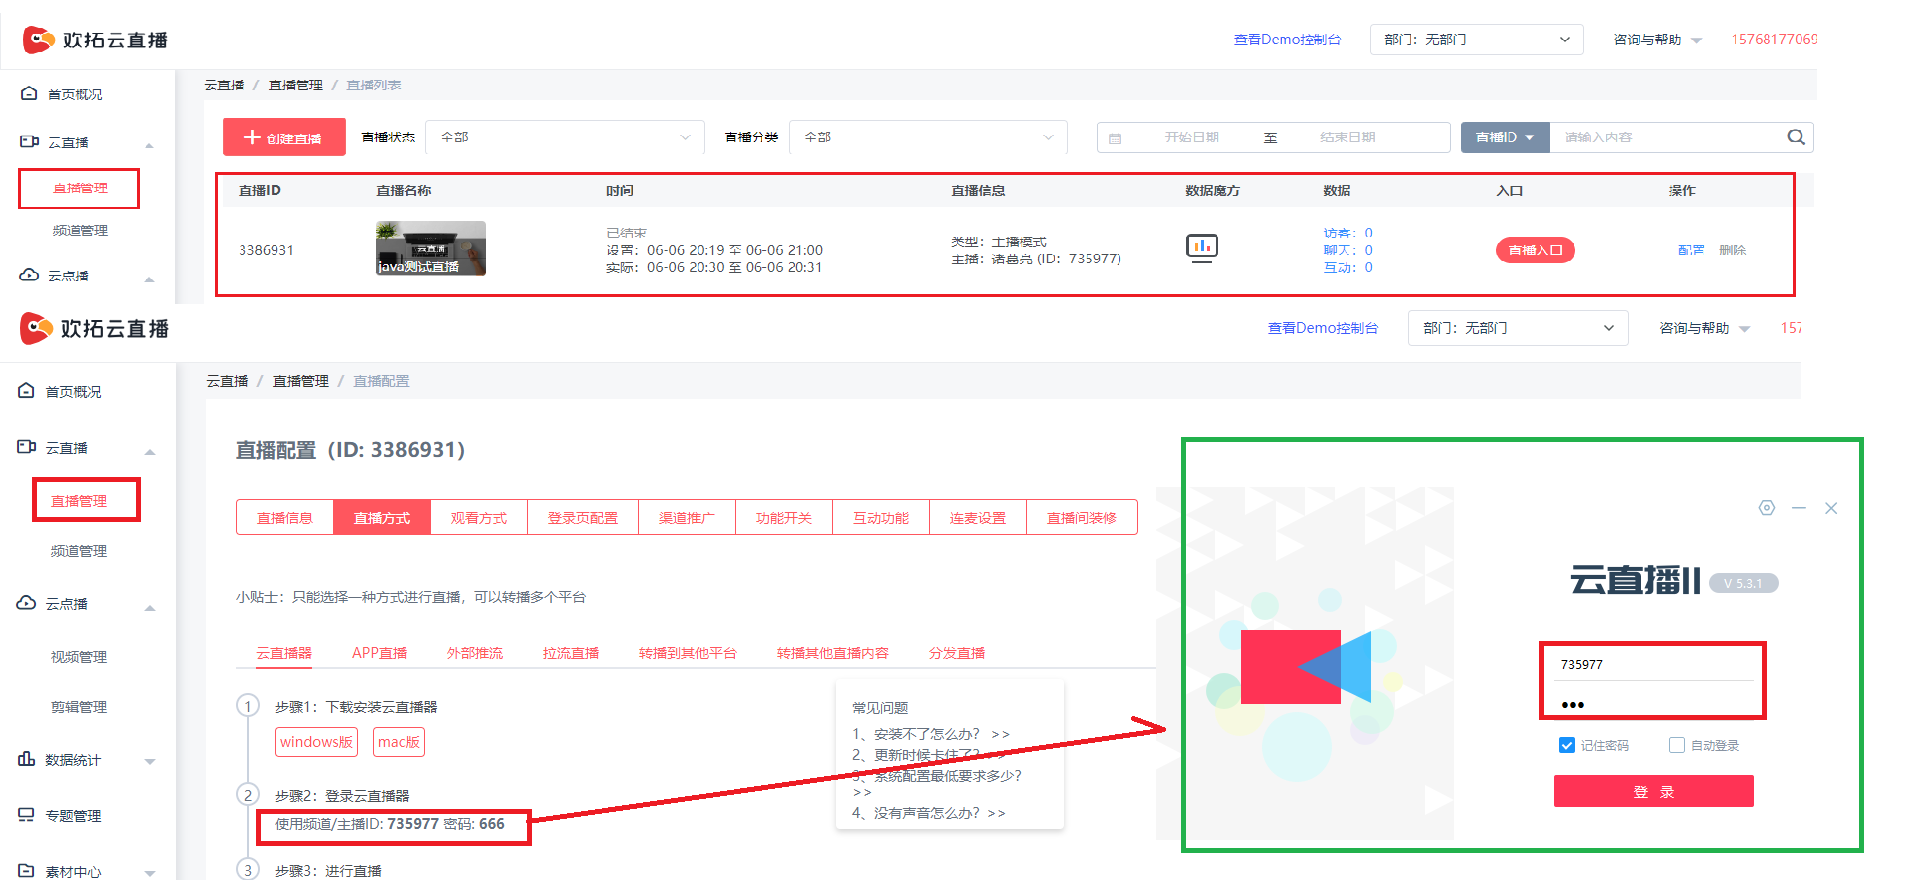 欢拓云直播
查看Demo控制台
部门：无部门
咨询与帮助
15768177069
首页概况
云直播
直播管理
频道管理
云点播
云直播 / 直播管理 / 直播列表
创建直播
直播状态
全部
直播分类
全部
开始日期 至 结束日期
直播ID
请输入内容
直播ID 直播名称 时间 直播信息 数据魔方 数据 入口 操作
3386931
云直播
java测试直播
已结束
设置：06-06 20:19 至 06-06 21:00
实际：06-06 20:30 至 06-06 20:31
类型：主播模式
主播：诸葛亮 (ID：735977)
访客：0
聊天：0
互动：0
直播入口
配置 删除
欢拓云直播
查看Demo控制台
部门：无部门
咨询与帮助
157
首页概况
云直播
直播管理
频道管理
云点播
视频管理
剪辑管理
数据统计
专题管理
素材中心
云直播 / 直播管理 / 直播配置
直播配置（ID: 3386931）
直播信息 直播方式 观看方式 登录页配置 渠道推广 功能开关 互动功能 连麦设置 直播间装修
小贴士：只能选择一种方式进行直播，可以转播多个平台
云直播器 APP直播 外部推流 拉流直播 转播到其他平台 转播其他直播内容 分发直播
1 步骤1：下载安装云直播器
windows版 mac版
2 步骤2：登录云直播器
使用频道/主播ID: 735977 密码: 666
3 步骤3：进行直播
常见问题
1、安装不了怎么办？ >>
2、更新时候卡住了？ >>
3、系统配置最低要求多少？
>>
4、没有声音怎么办？ >>
云直播II
V 5.3.1
735977
•••
记住密码 自动登录
登 录